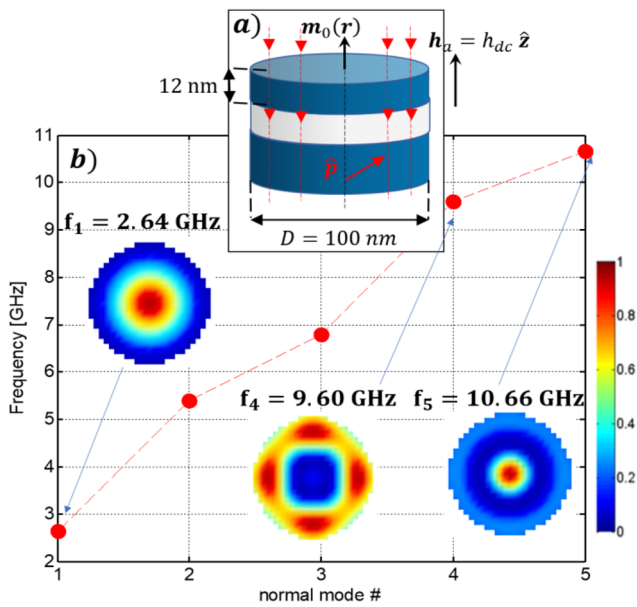 a)
m₀(r)
hₐ = h_dc ẑ
12 nm
p̂
D = 100 nm
b)
f₁ = 2.64 GHz
f₄ = 9.60 GHz
f₅ = 10.66 GHz
Frequency [GHz]
11
10
9
8
7
6
5
4
3
2
1
2
3
4
5
normal mode #
1
0.8
0.6
0.4
0.2
0